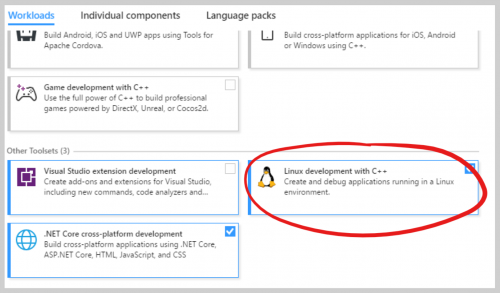 Workloads Individual components Language packs
Build Android, iOS and UWP apps using Tools for
Apache Cordova.
Build cross-platform applications for iOS, Android
or Windows using C++.
Game development with C++
Use the full power of C++ to build professional
games powered by DirectX, Unreal, or Cocos2d.
Other Toolsets (3)
Visual Studio extension development
Create add-ons and extensions for Visual Studio,
including new commands, code analyzers and...
Linux development with C++
Create and debug applications running in a Linux
environment.
.NET Core cross-platform development
Build cross-platform applications using .NET Core,
ASP.NET Core, HTML, JavaScript, and CSS